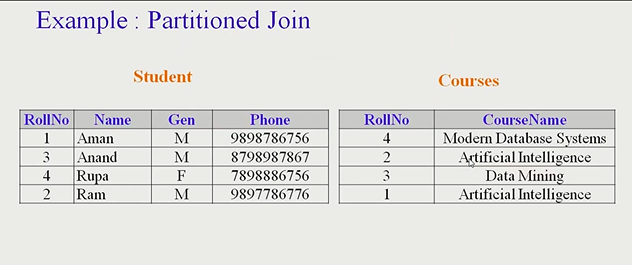 Example : Partitioned Join
Student
Courses
RollNo Name Gen Phone
1 Aman M 9898786756
3 Anand M 8798987867
4 Rupa F 7898886756
2 Ram M 9897786776
RollNo CourseName
4 Modern Database Systems
2 Artificial Intelligence
3 Data Mining
1 Artificial Intelligence